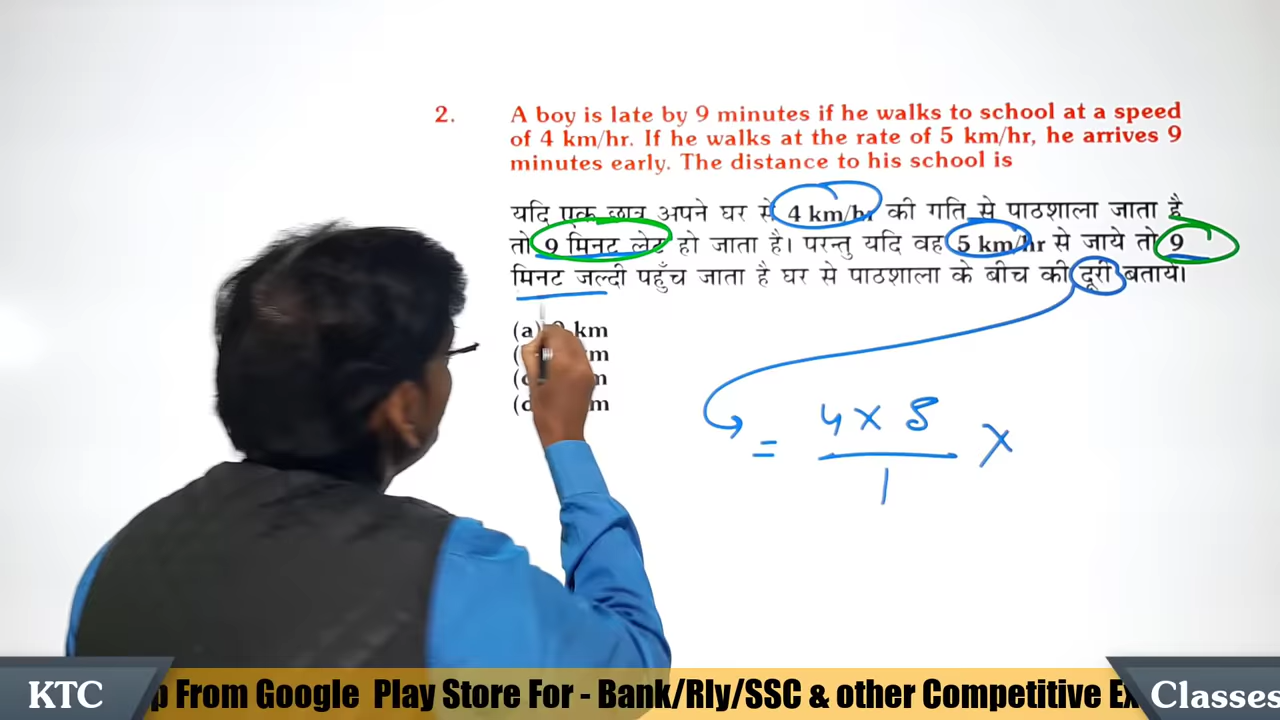 2. A boy is late by 9 minutes if he walks to school at a speed
of 4 km/hr. If he walks at the rate of 5 km/hr, he arrives 9
minutes early. The distance to his school is
यदि एक छात्र अपने घर से 4 km/hr की गति से पाठशाला जाता है
तो 9 मिनट लेट हो जाता है। परन्तु यदि वह 5 km/hr से जाये तो 9
मिनट जल्दी पहुँच जाता है घर से पाठशाला के बीच की दूरी बताये।
(a) km
km
= 4 × 5 ×
1
KTC
From Google Play Store For - Bank/Rly/SSC & other Competitive
Classes